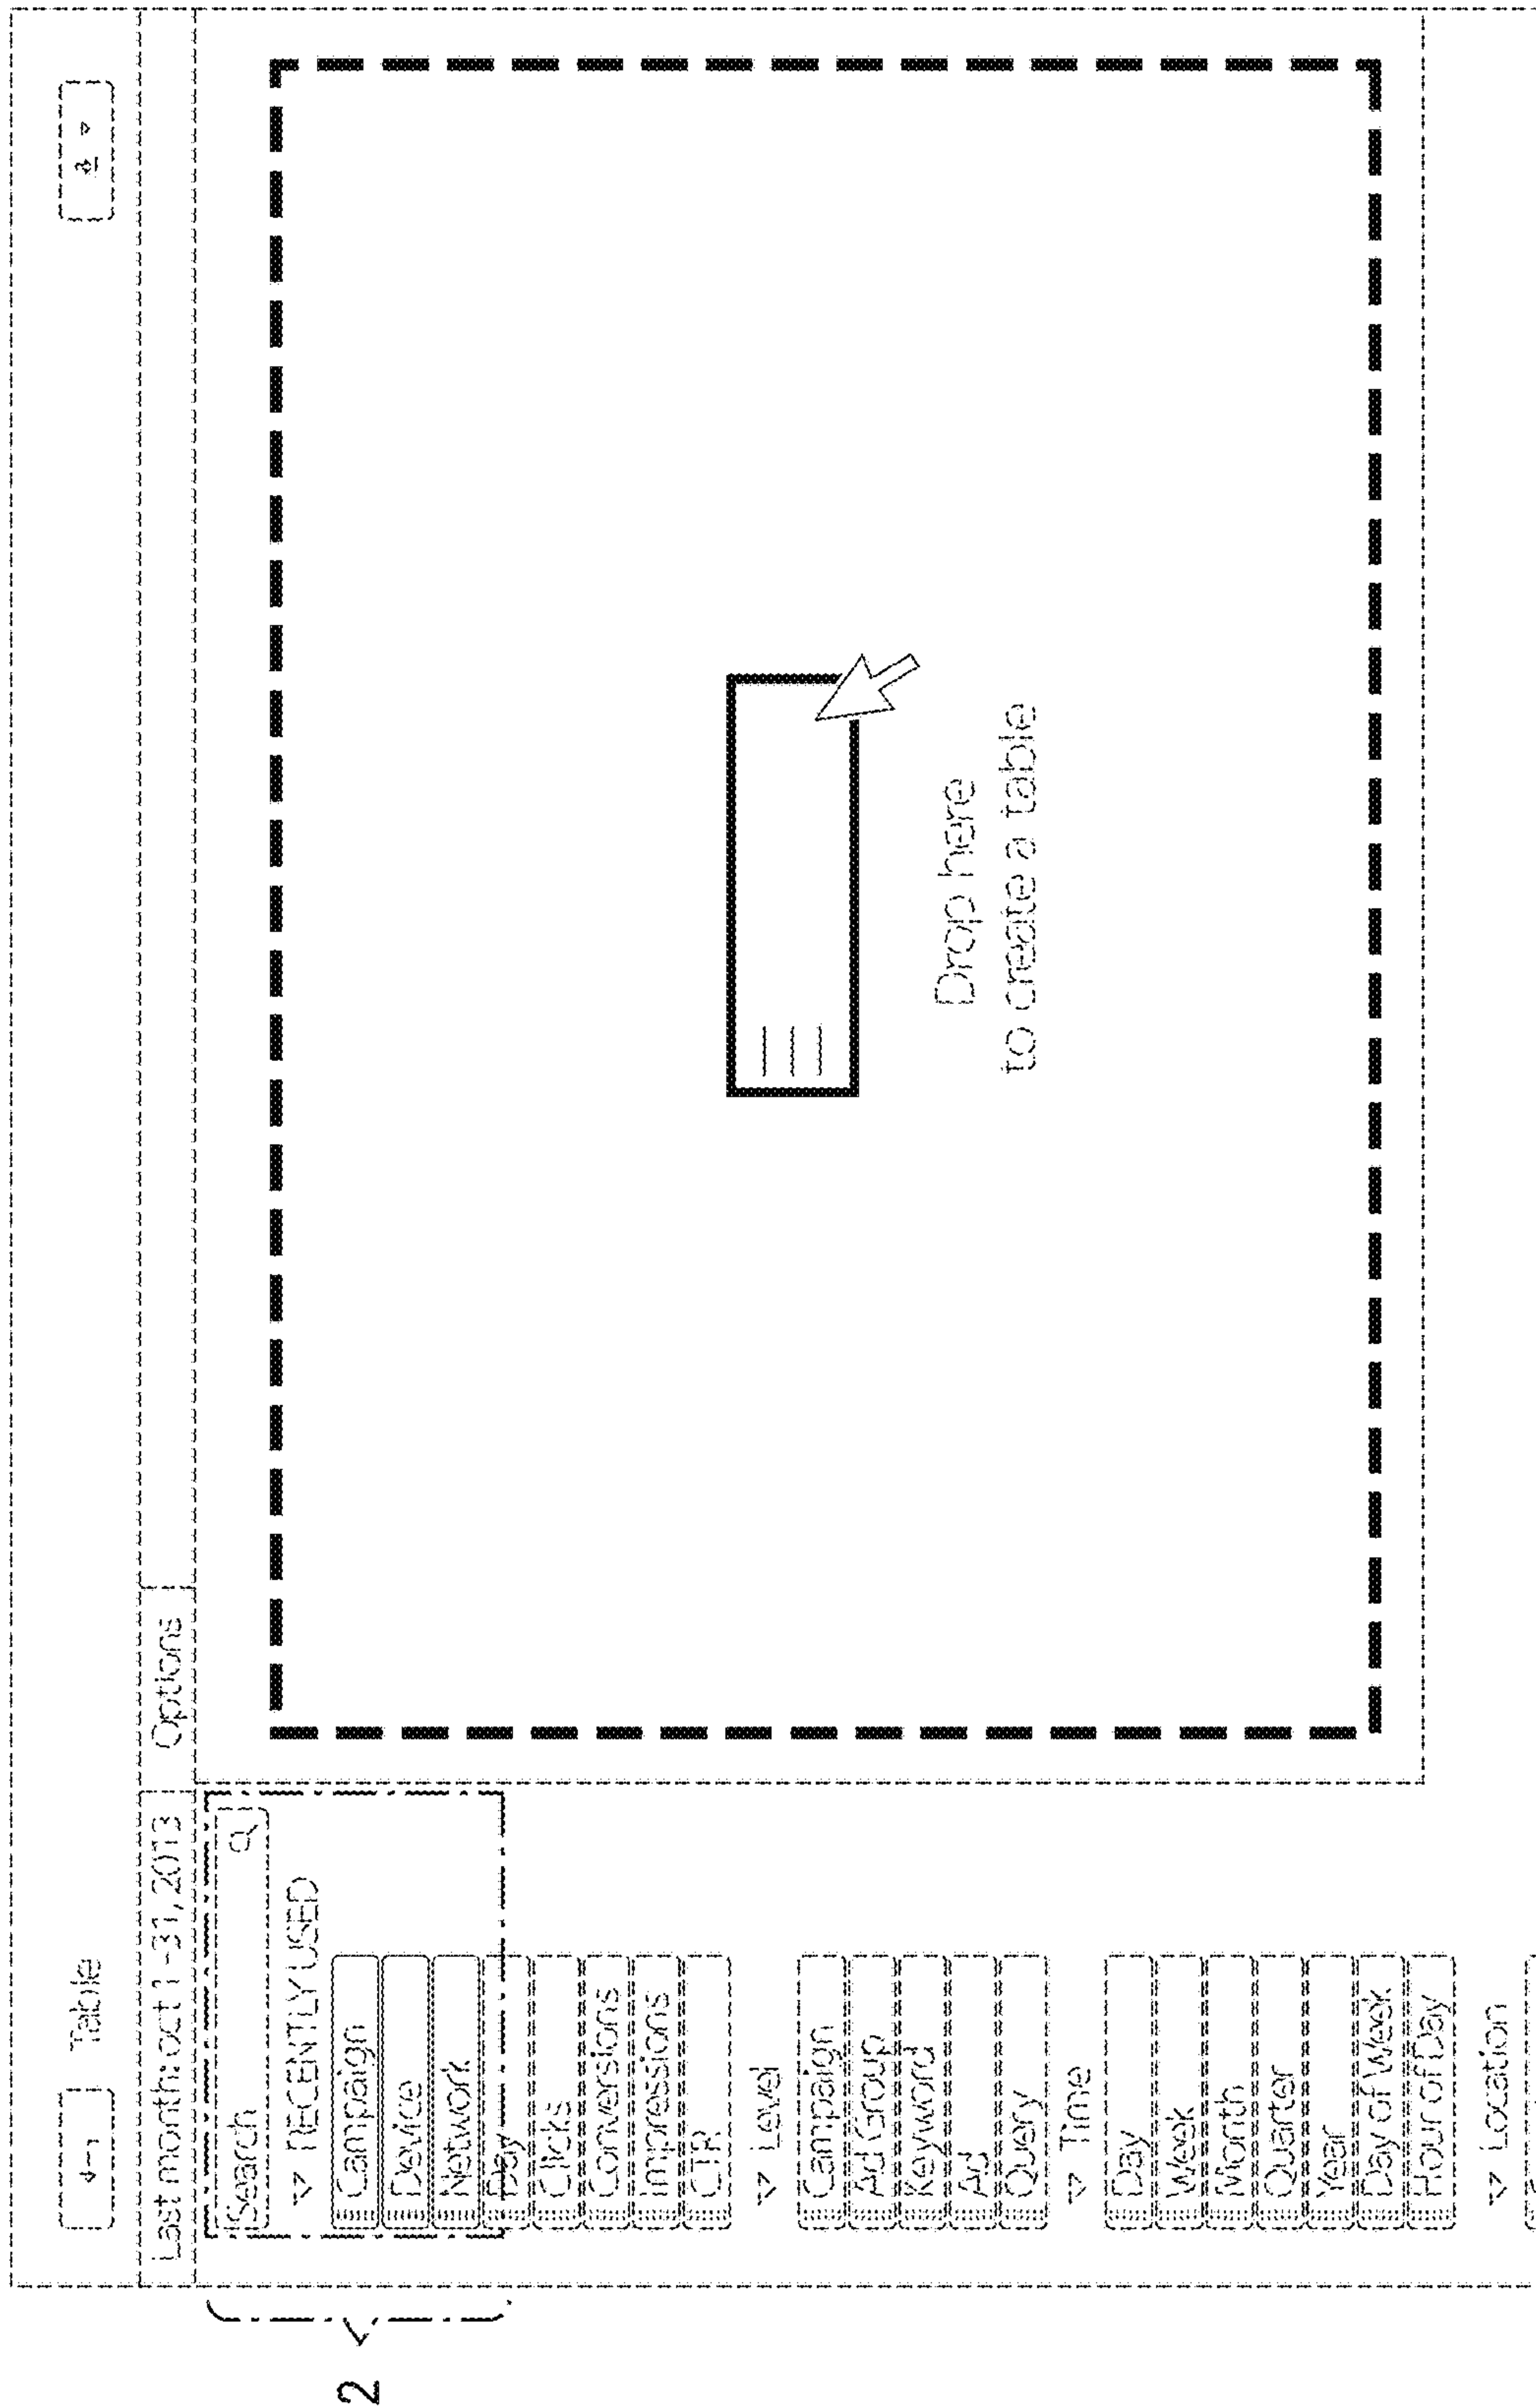 Table
Last month: oct 1 - 31, 2013
Options
Search
RECENTLY USED
Campaign
Device
Network
Day
Clicks
Conversions
Impressions
CTR
Level
Campaign
Ad Group
Keyword
Ad
Query
Time
Day
Week
Month
Quarter
Year
Day of Week
Hour of Day
Location
Drop here
to create a table
2